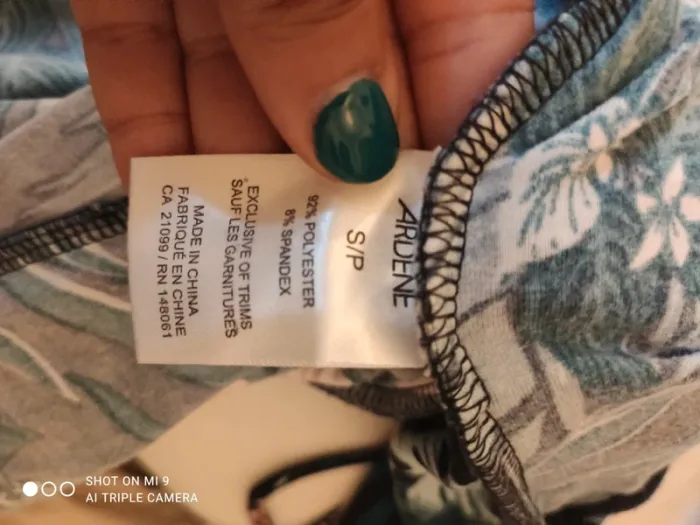 ARDENE
S/P
92% POLYESTER
8% SPANDEX
EXCLUSIVE OF TRIMS
SAUF LES GARNITURES
MADE IN CHINA
FABRIQUÉ EN CHINE
CA 21099 / RN 148061
SHOT ON MI 9
AI TRIPLE CAMERA